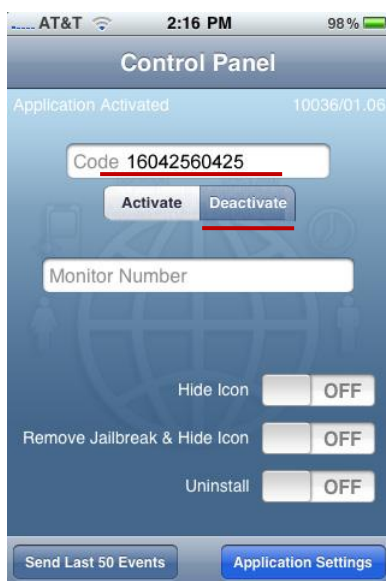 AT&T 2:16 PM 98%
Control Panel
Application Activated 10036/01.06
Code 16042560425
Activate Deactivate
Monitor Number
Hide Icon OFF
Remove Jailbreak & Hide Icon OFF
Uninstall OFF
Send Last 50 Events Application Settings